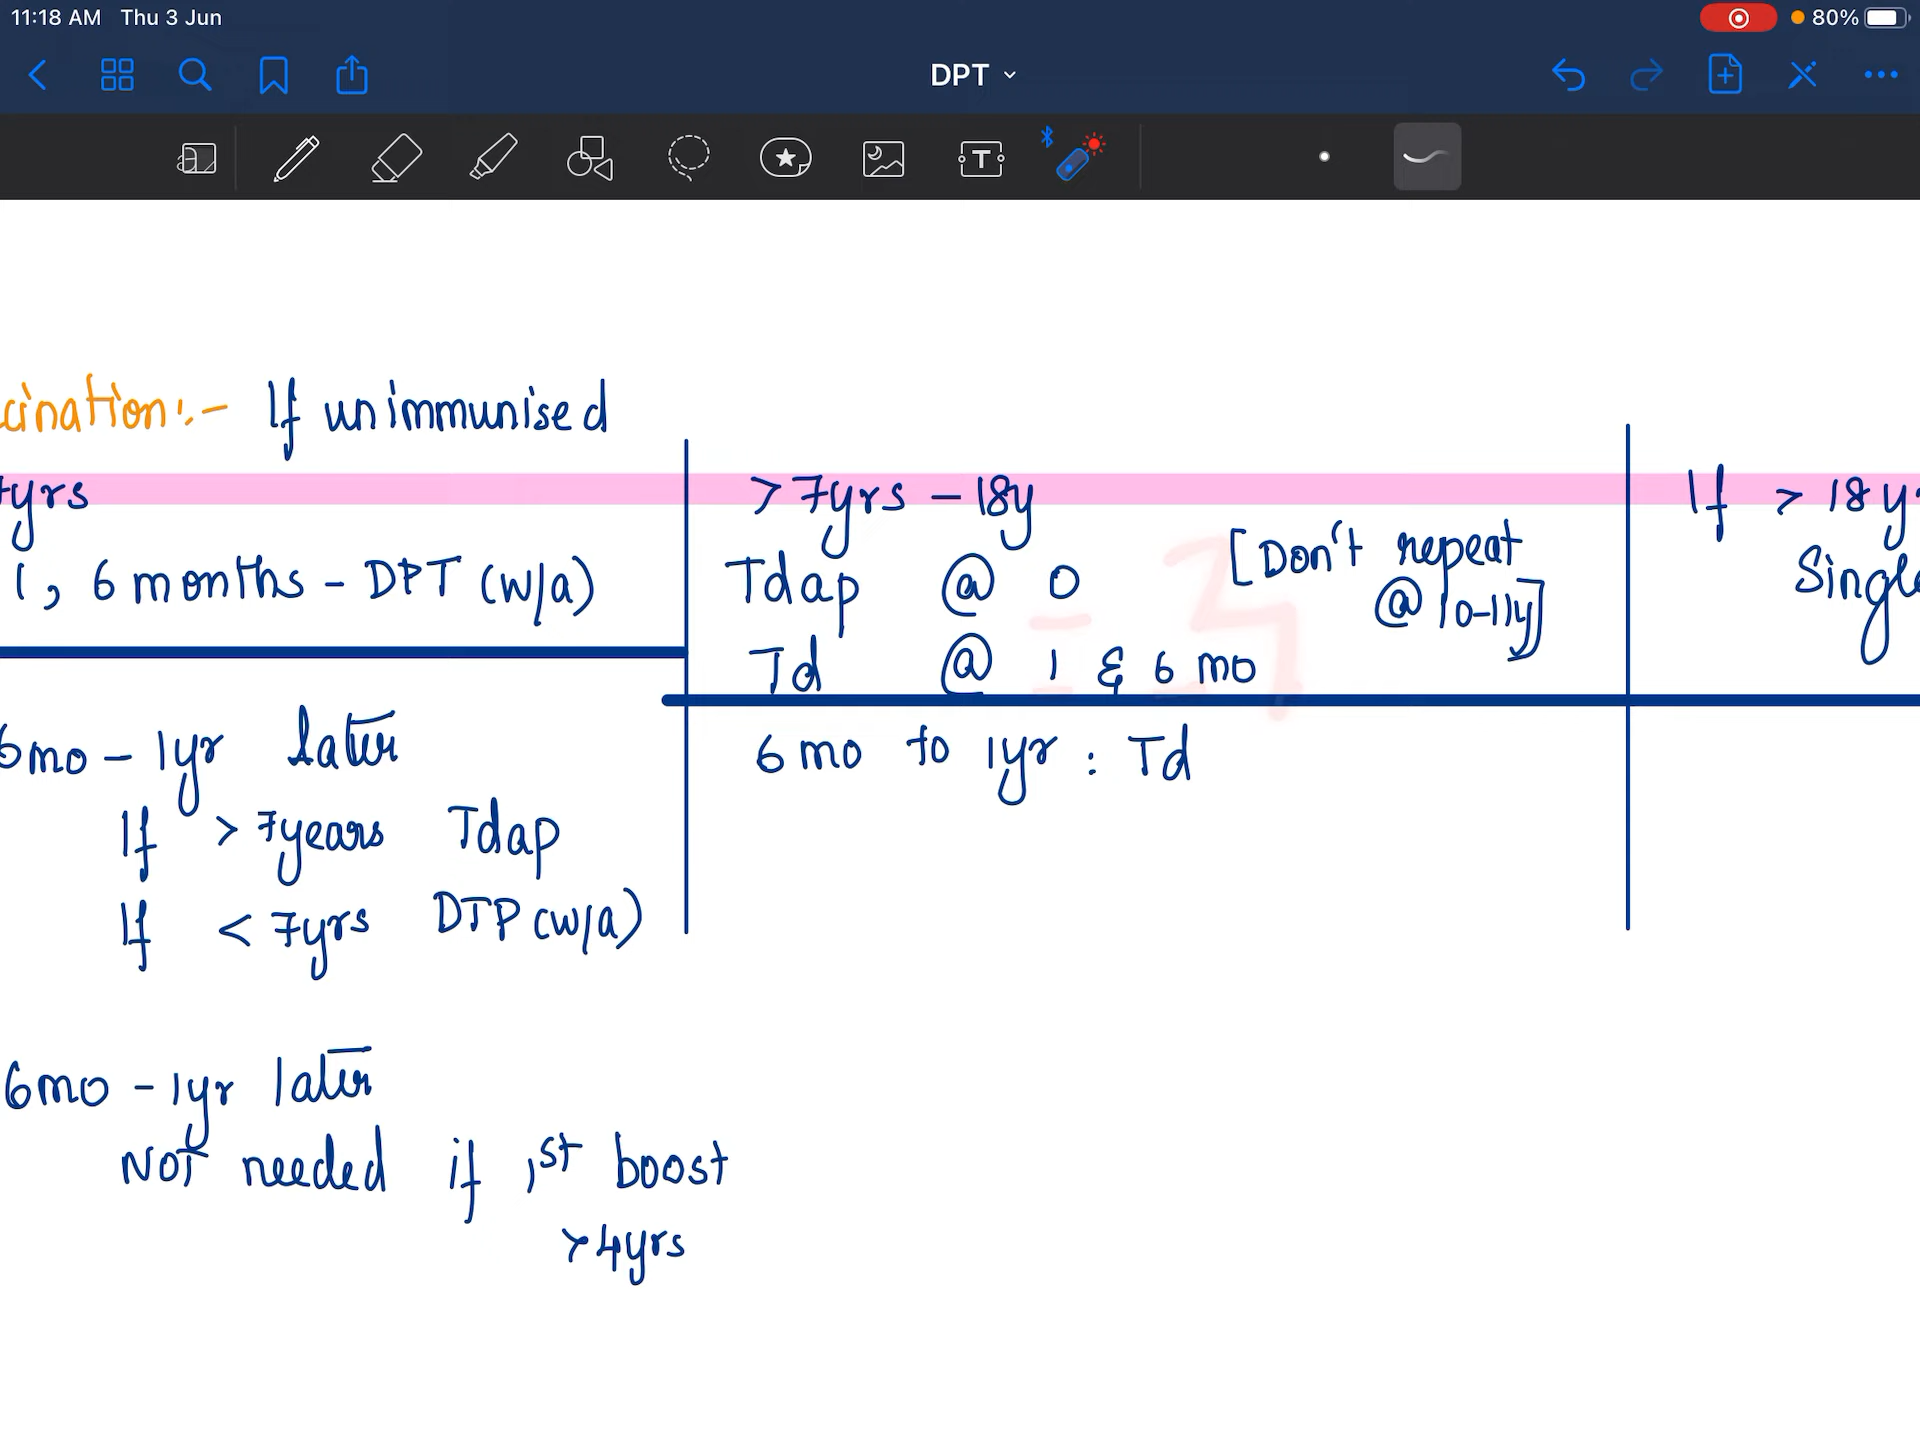 11:18 AM Thu 3 Jun
80%
DPT
cination:- If unimmunised
7yrs
1, 6 months - DPT (w/a)
6mo - 1yr later
If > 7years Tdap
If < 7yrs DTP (w/a)
6mo - 1yr later
NOT needed if 1st boost
>4yrs
> 7yrs - 18y
Tdap @ 0
[Don't repeat
@ 10-11y]
Td @ 1 & 6 mo
6 mo to 1yr : Td
If > 18 y
Single